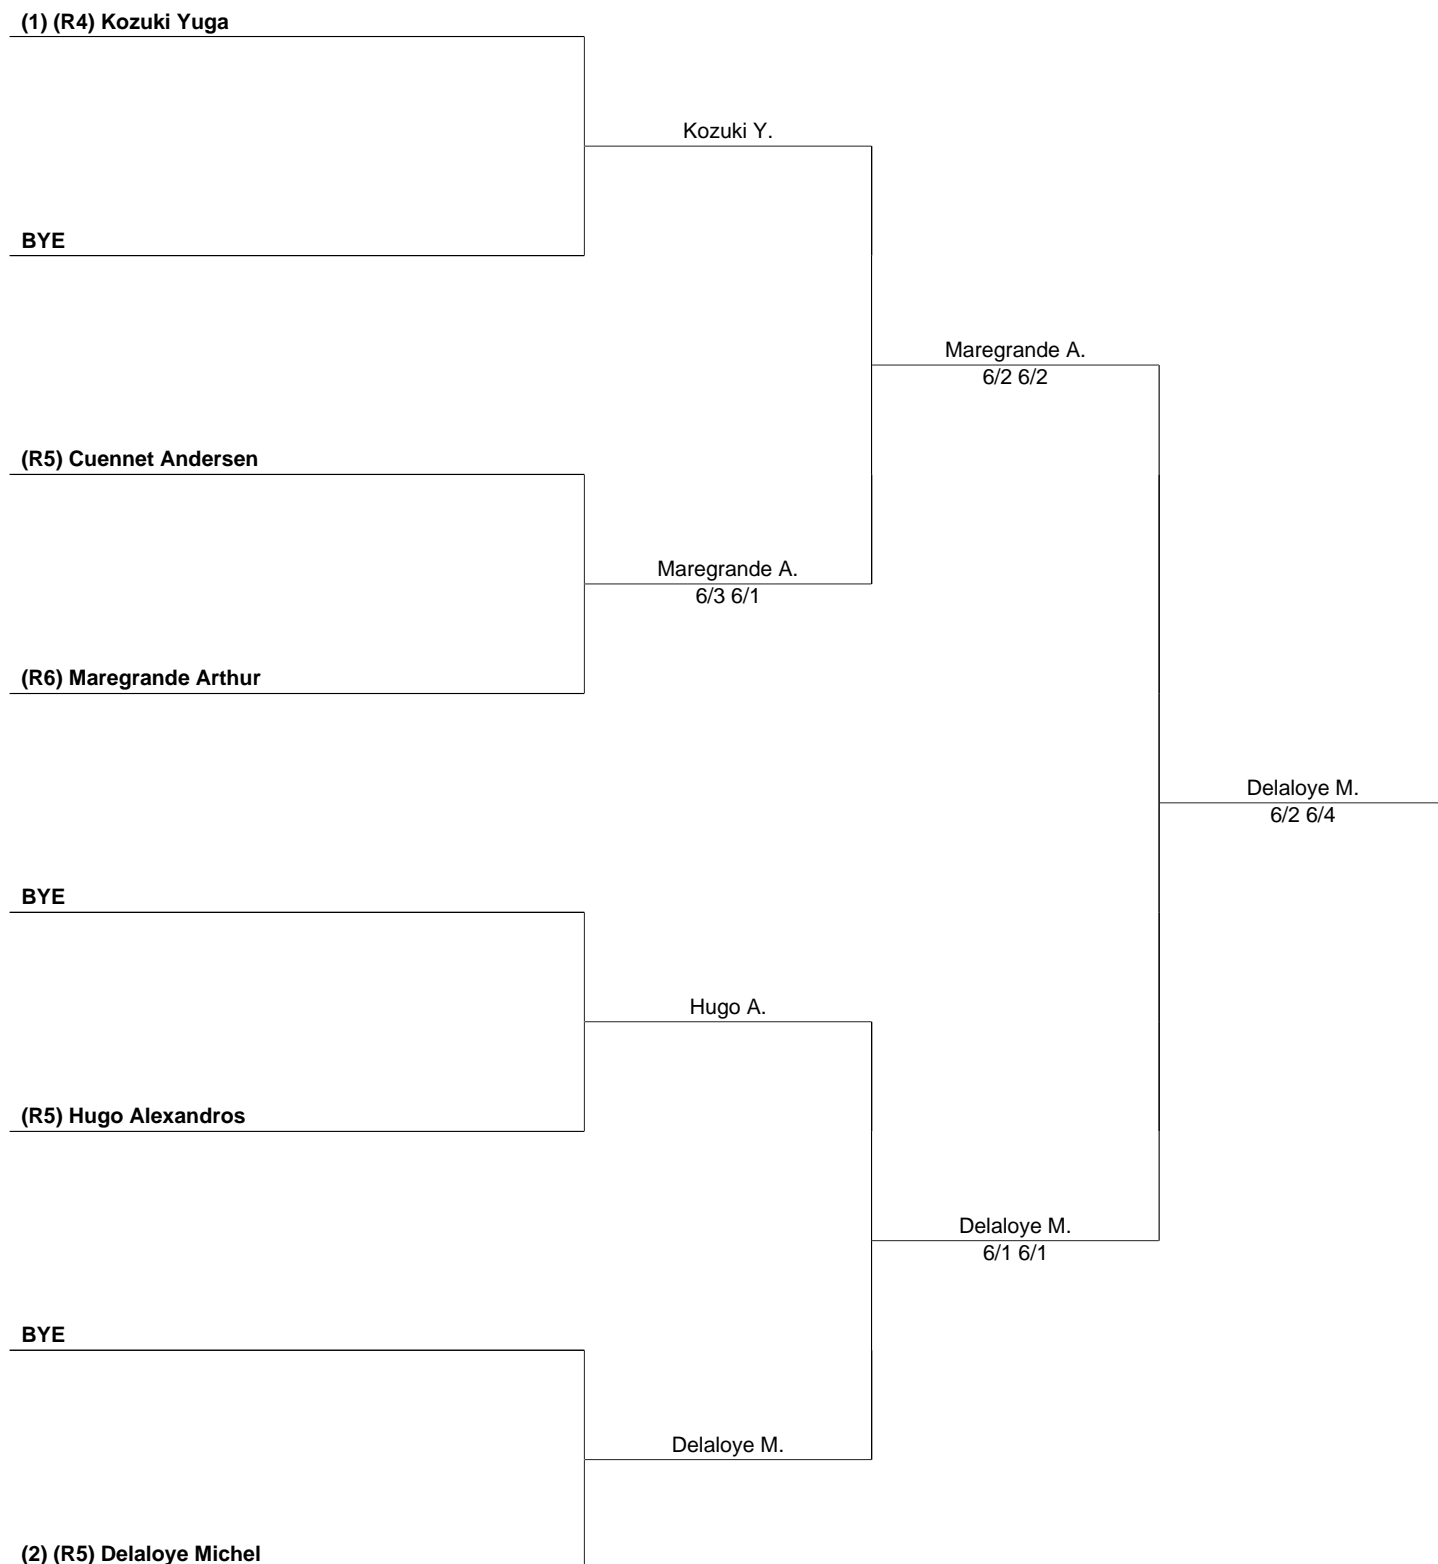 (1) (R4) Kozuki Yuga
Kozuki Y.
BYE
Maregrande A.
6/2 6/2
(R5) Cuennet Andersen
Maregrande A.
6/3 6/1
(R6) Maregrande Arthur
Delaloye M.
6/2 6/4
BYE
Hugo A.
(R5) Hugo Alexandros
Delaloye M.
6/1 6/1
BYE
Delaloye M.
(2) (R5) Delaloye Michel